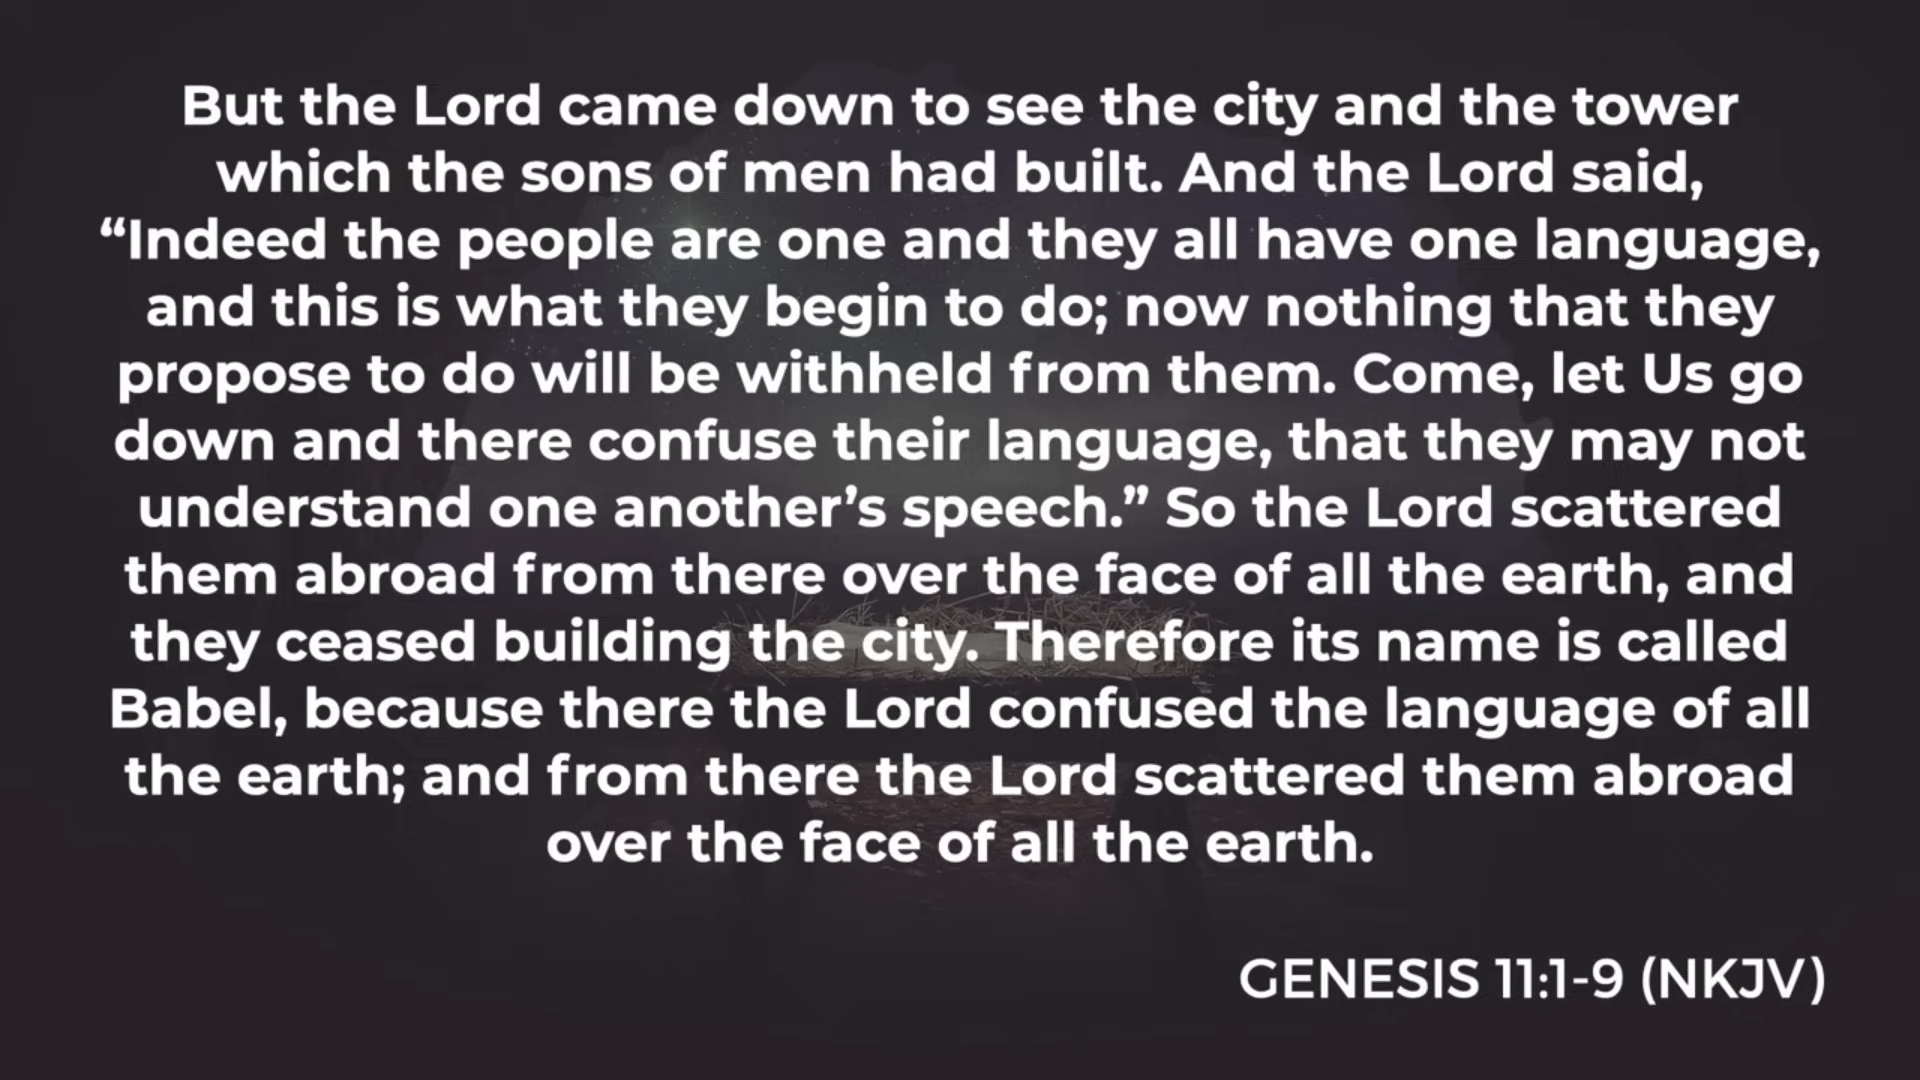 But the Lord came down to see the city and the tower
which the sons of men had built. And the Lord said,
“Indeed the people are one and they all have one language,
and this is what they begin to do; now nothing that they
propose to do will be withheld from them. Come, let Us go
down and there confuse their language, that they may not
understand one another’s speech.” So the Lord scattered
them abroad from there over the face of all the earth, and
they ceased building the city. Therefore its name is called
Babel, because there the Lord confused the language of all
the earth; and from there the Lord scattered them abroad
over the face of all the earth.
GENESIS 11:1-9 (NKJV)